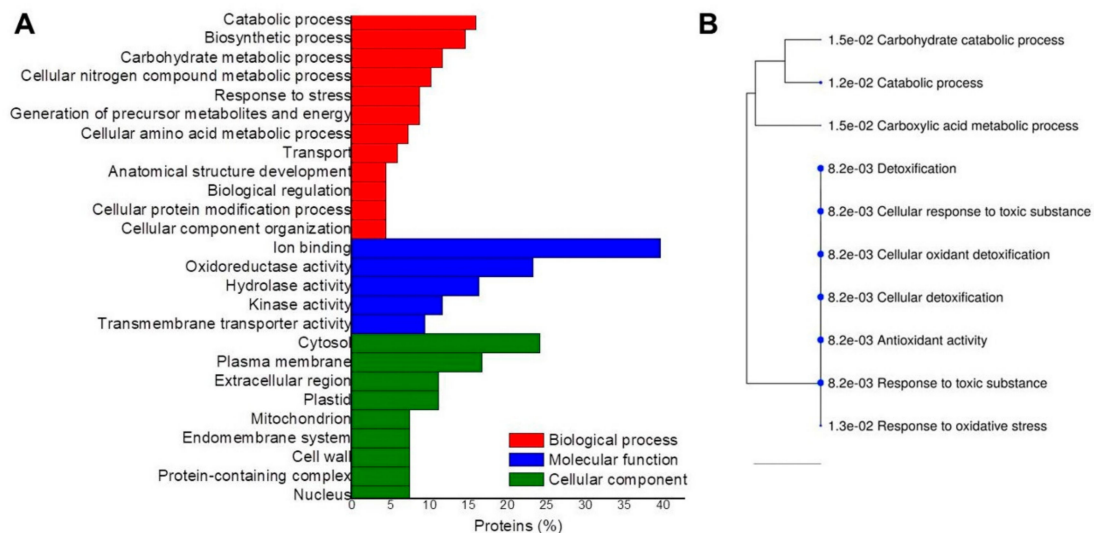 A
Catabolic process
Biosynthetic process
Carbohydrate metabolic process
Cellular nitrogen compound metabolic process
Response to stress
Generation of precursor metabolites and energy
Cellular amino acid metabolic process
Transport
Anatomical structure development
Biological regulation
Cellular protein modification process
Cellular component organization
Ion binding
Oxidoreductase activity
Hydrolase activity
Kinase activity
Transmembrane transporter activity
Cytosol
Plasma membrane
Extracellular region
Plastid
Mitochondrion
Endomembrane system
Cell wall
Protein-containing complex
Nucleus
Biological process
Molecular function
Cellular component
0 5 10 15 20 25 30 35 40
Proteins (%)
B
1.5e-02 Carbohydrate catabolic process
1.2e-02 Catabolic process
1.5e-02 Carboxylic acid metabolic process
8.2e-03 Detoxification
8.2e-03 Cellular response to toxic substance
8.2e-03 Cellular oxidant detoxification
8.2e-03 Cellular detoxification
8.2e-03 Antioxidant activity
8.2e-03 Response to toxic substance
1.3e-02 Response to oxidative stress